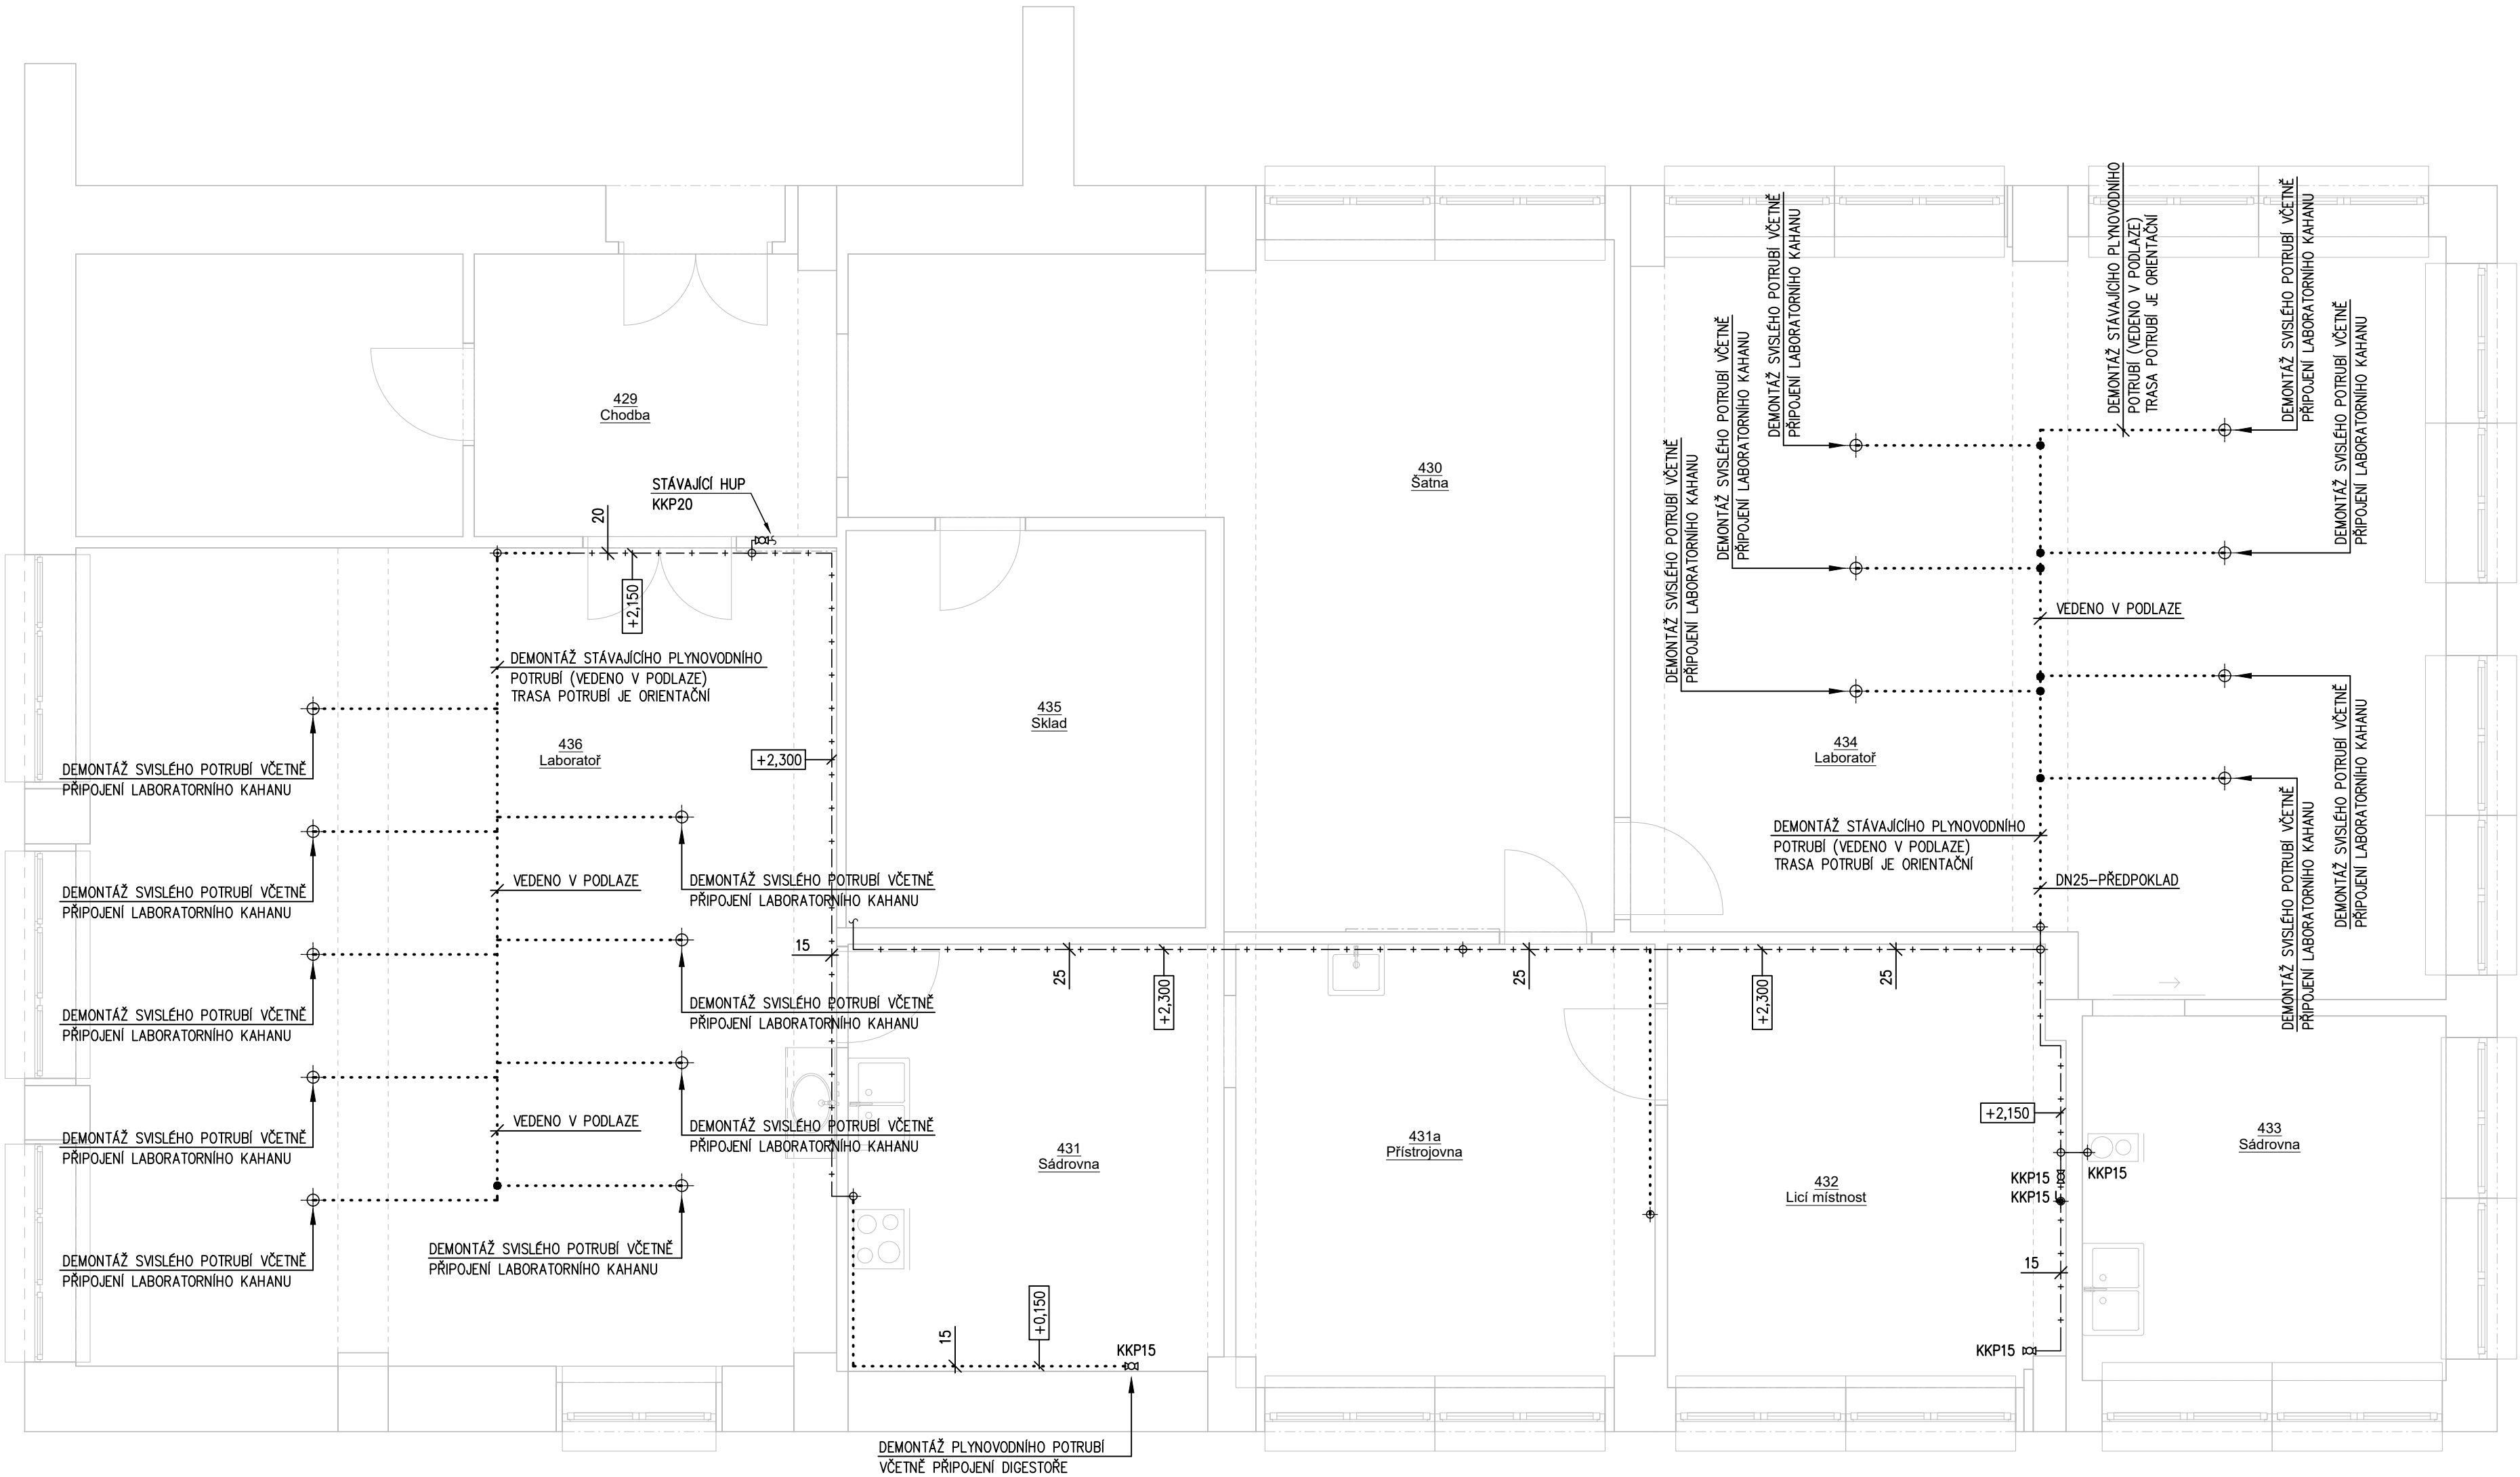 DEMONTÁŽ SVISLÉHO POTRUBÍ VČETNĚ
PŘIPOJENÍ LABORATORNÍHO KAHANU
DEMONTÁŽ STÁVAJÍCÍHO PLYNOVODNÍHO
POTRUBÍ (VEDENO V PODLAZE)
TRASA POTRUBÍ JE ORIENTAČNÍ
DEMONTÁŽ SVISLÉHO POTRUBÍ VČETNĚ
PŘIPOJENÍ LABORATORNÍHO KAHANU
DEMONTÁŽ SVISLÉHO POTRUBÍ VČETNĚ
PŘIPOJENÍ LABORATORNÍHO KAHANU
DEMONTÁŽ SVISLÉHO POTRUBÍ VČETNĚ
PŘIPOJENÍ LABORATORNÍHO KAHANU
DEMONTÁŽ SVISLÉHO POTRUBÍ VČETNĚ
PŘIPOJENÍ LABORATORNÍHO KAHANU
429
Chodba
430
Šatna
STÁVAJÍCÍ HUP
KKP20
20
+2,150
VEDENO V PODLAZE
DEMONTÁŽ STÁVAJÍCÍHO PLYNOVODNÍHO
POTRUBÍ (VEDENO V PODLAZE)
TRASA POTRUBÍ JE ORIENTAČNÍ
435
Sklad
436
Laboratoř
434
Laboratoř
+2,300
DEMONTÁŽ SVISLÉHO POTRUBÍ VČETNĚ
PŘIPOJENÍ LABORATORNÍHO KAHANU
DEMONTÁŽ SVISLÉHO POTRUBÍ VČETNĚ
PŘIPOJENÍ LABORATORNÍHO KAHANU
DEMONTÁŽ SVISLÉHO POTRUBÍ VČETNĚ
PŘIPOJENÍ LABORATORNÍHO KAHANU
DEMONTÁŽ STÁVAJÍCÍHO PLYNOVODNÍHO
POTRUBÍ (VEDENO V PODLAZE)
TRASA POTRUBÍ JE ORIENTAČNÍ
DEMONTÁŽ SVISLÉHO POTRUBÍ VČETNĚ
PŘIPOJENÍ LABORATORNÍHO KAHANU
VEDENO V PODLAZE
DEMONTÁŽ SVISLÉHO POTRUBÍ VČETNĚ
PŘIPOJENÍ LABORATORNÍHO KAHANU
DN25-PŘEDPOKLAD
15
25
+2,300
25
+2,300
25
DEMONTÁŽ SVISLÉHO POTRUBÍ VČETNĚ
PŘIPOJENÍ LABORATORNÍHO KAHANU
DEMONTÁŽ SVISLÉHO POTRUBÍ VČETNĚ
PŘIPOJENÍ LABORATORNÍHO KAHANU
DEMONTÁŽ SVISLÉHO POTRUBÍ VČETNĚ
PŘIPOJENÍ LABORATORNÍHO KAHANU
VEDENO V PODLAZE
DEMONTÁŽ SVISLÉHO POTRUBÍ VČETNĚ
PŘIPOJENÍ LABORATORNÍHO KAHANU
+2,150
431
Sádrovna
431a
Přístrojovna
433
Sádrovna
432
Licí místnost
KKP15
KKP15
KKP15
DEMONTÁŽ SVISLÉHO POTRUBÍ VČETNĚ
PŘIPOJENÍ LABORATORNÍHO KAHANU
DEMONTÁŽ SVISLÉHO POTRUBÍ VČETNĚ
PŘIPOJENÍ LABORATORNÍHO KAHANU
15
15
+0,150
KKP15
KKP15
DEMONTÁŽ PLYNOVODNÍHO POTRUBÍ
VČETNĚ PŘIPOJENÍ DIGESTOŘE